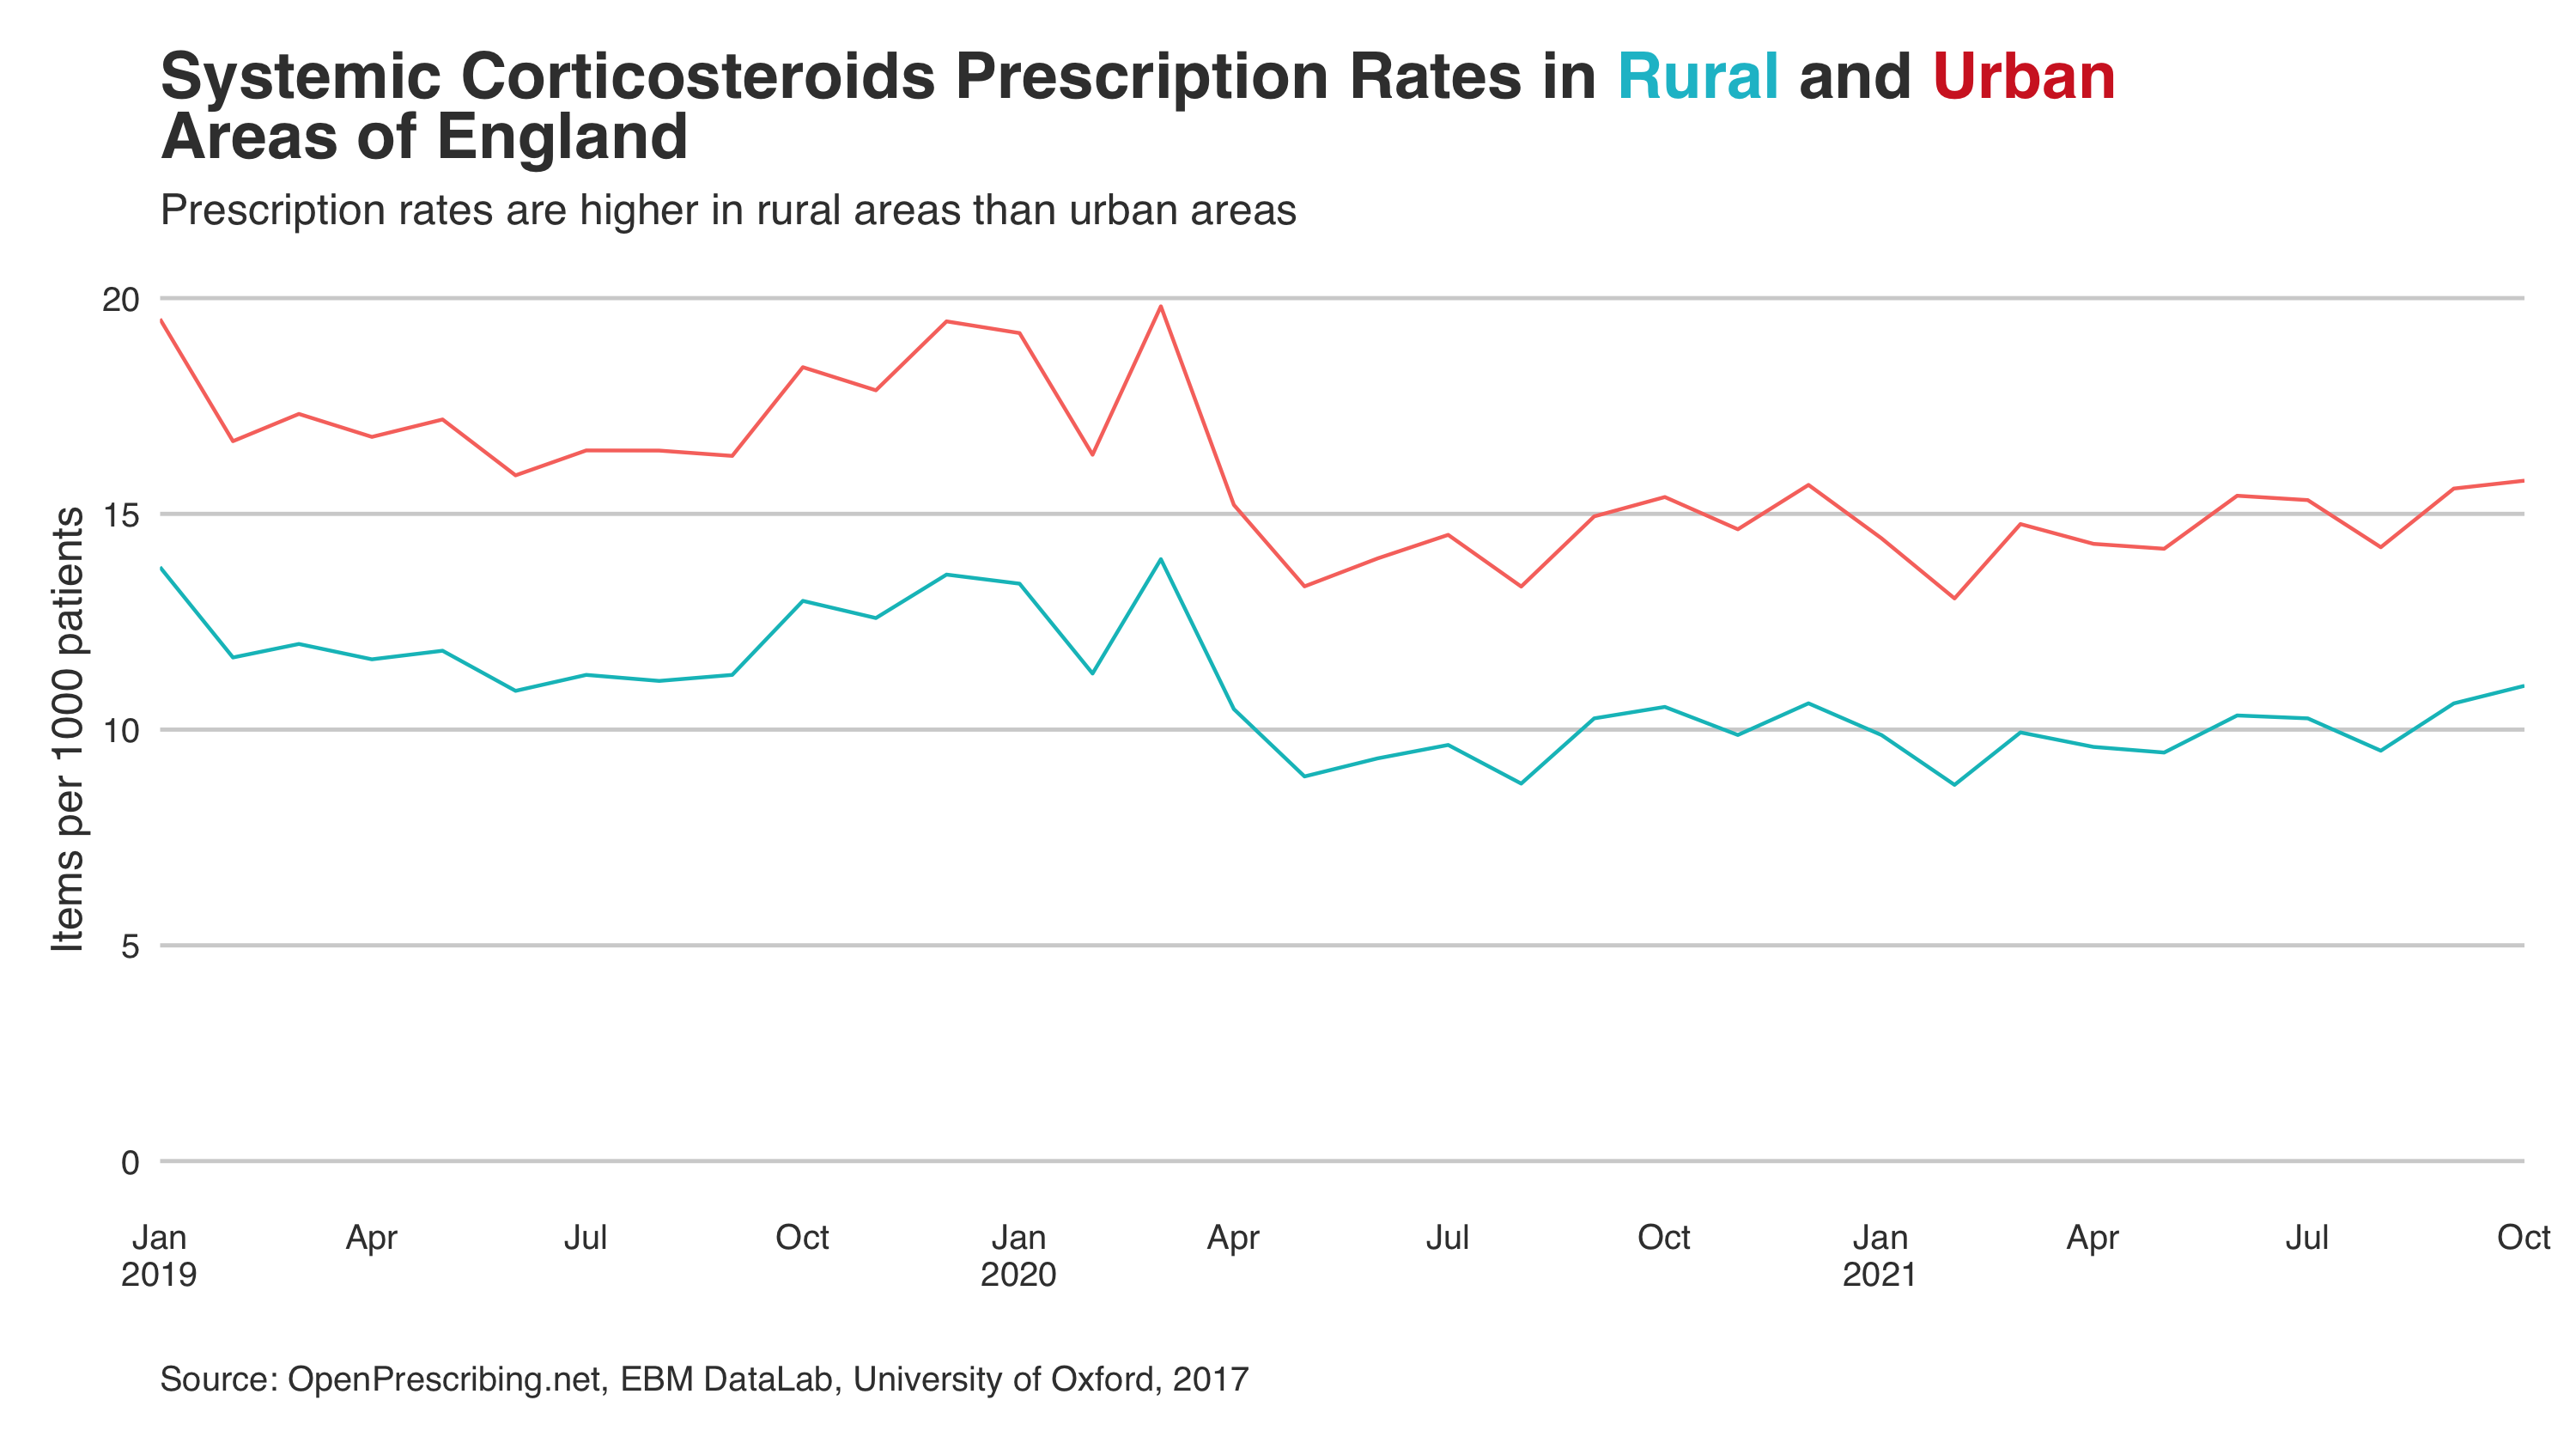 Systemic Corticosteroids Prescription Rates in Rural and Urban
Areas of England
Prescription rates are higher in rural areas than urban areas
Items per 1000 patients
20
15
10
5
0
Jan Apr Jul Oct Jan Apr Jul Oct Jan Apr Jul Oct
2019 2020 2021
Source: OpenPrescribing.net, EBM DataLab, University of Oxford, 2017